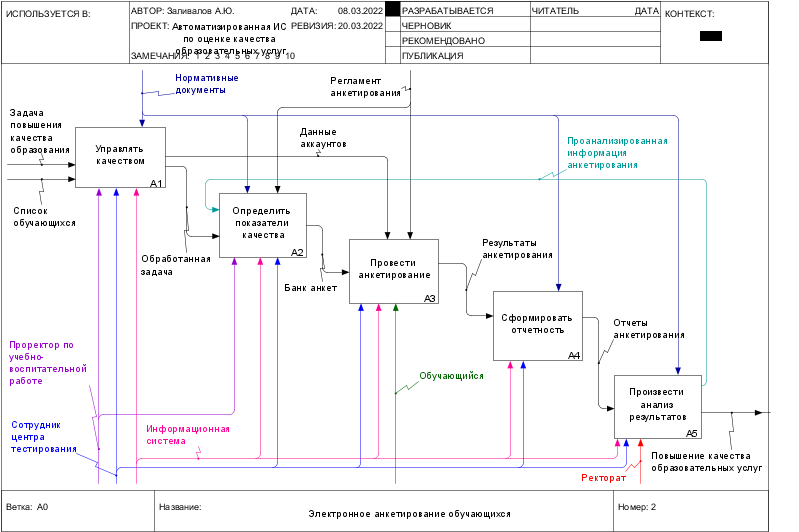 ИСПОЛЬЗУЕТСЯ В:
АВТОР: Заливалов А.Ю.
ДАТА: 08.03.2022
РАЗРАБАТЫВАЕТСЯ
ЧИТАТЕЛЬ
ДАТА
КОНТЕКСТ:
ПРОЕКТ: Автоматизированная ИС
по оценке качества
образовательных услуг
РЕВИЗИЯ: 20.03.2022
ЧЕРНОВИК
РЕКОМЕНДОВАНО
ЗАМЕЧАНИЯ: 1 2 3 4 5 6 7 8 9 10
ПУБЛИКАЦИЯ
Нормативные
документы
Регламент
анкетирования
Задача
повышения
качества
образования
Данные
аккаунтов
Проанализированная
информация
анкетирования
Управлять
качеством
A1
Список
обучающихся
Определить
показатели
качества
A2
Обработанная
задача
Банк анкет
Провести
анкетирование
A3
Результаты
анкетирования
Сформировать
отчетность
A4
Отчеты
анкетирования
Проректор по
учебно-
воспитательной
работе
Обучающийся
Произвести
анализ
результатов
A5
Сотрудник
центра
тестирования
Информационная
система
Ректорат
Повышение качества
образовательных услуг
Ветка: A0
Название:
Электронное анкетирование обучающихся
Номер: 2